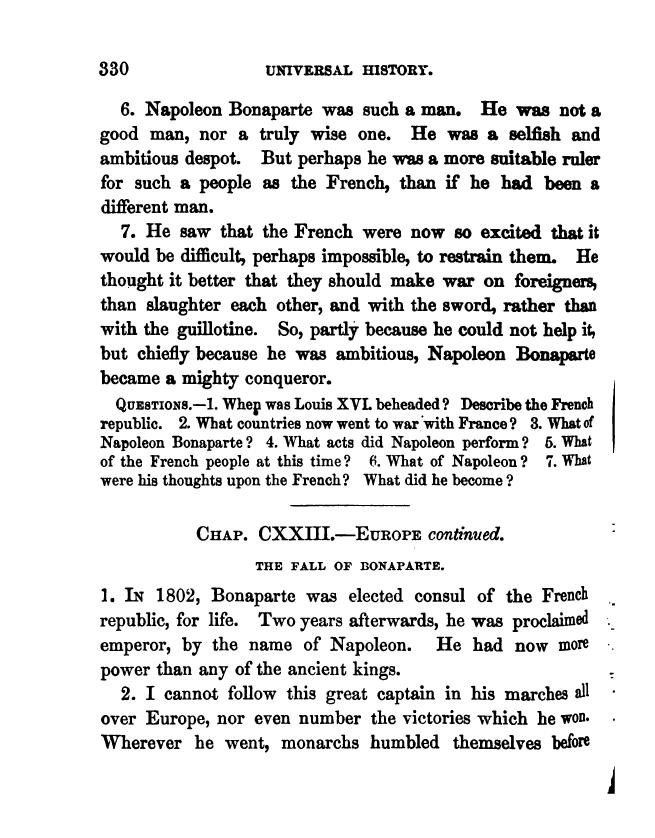 330 UNIVERSAL HISTORY.
6. Napoleon Bonaparte was such a man. He was not a
good man, nor a truly wise one. He was a selfish and
ambitious despot. But perhaps he was a more suitable ruler
for such a people as the French, than if he had been a
different man.
7. He saw that the French were now so excited that it
would be difficult, perhaps impossible, to restrain them. He
thought it better that they should make war on foreigners,
than slaughter each other, and with the sword, rather than
with the guillotine. So, partly because he could not help it,
but chiefly because he was ambitious, Napoleon Bonaparte
became a mighty conqueror.
QUESTIONS.—1. When was Louis XVI. beheaded? Describe the French
republic. 2. What countries now went to war with France? 3. What of
Napoleon Bonaparte? 4. What acts did Napoleon perform? 5. What
of the French people at this time? 6. What of Napoleon? 7. What
were his thoughts upon the French? What did he become?
CHAP. CXXIII.—EUROPE continued.
THE FALL OF BONAPARTE.
1. IN 1802, Bonaparte was elected consul of the French
republic, for life. Two years afterwards, he was proclaimed
emperor, by the name of Napoleon. He had now more
power than any of the ancient kings.
2. I cannot follow this great captain in his marches all
over Europe, nor even number the victories which he won.
Wherever he went, monarchs humbled themselves before